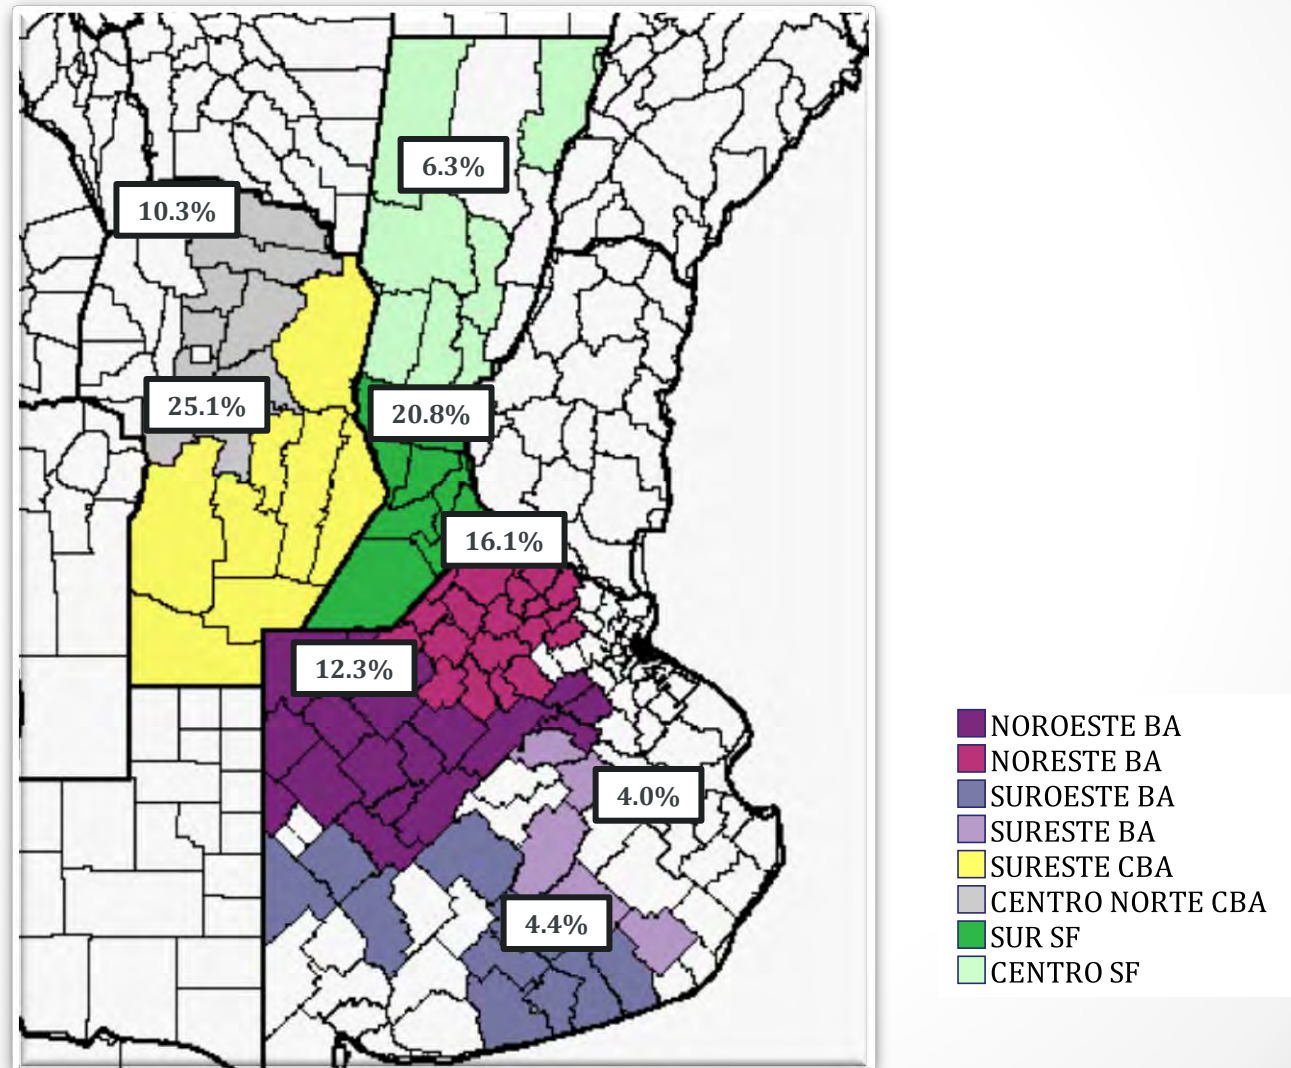 6.3%
10.3%
25.1%
20.8%
16.1%
12.3%
4.0%
4.4%
NOROESTE BA
NORESTE BA
SUROESTE BA
SURESTE BA
SURESTE CBA
CENTRO NORTE CBA
SUR SF
CENTRO SF